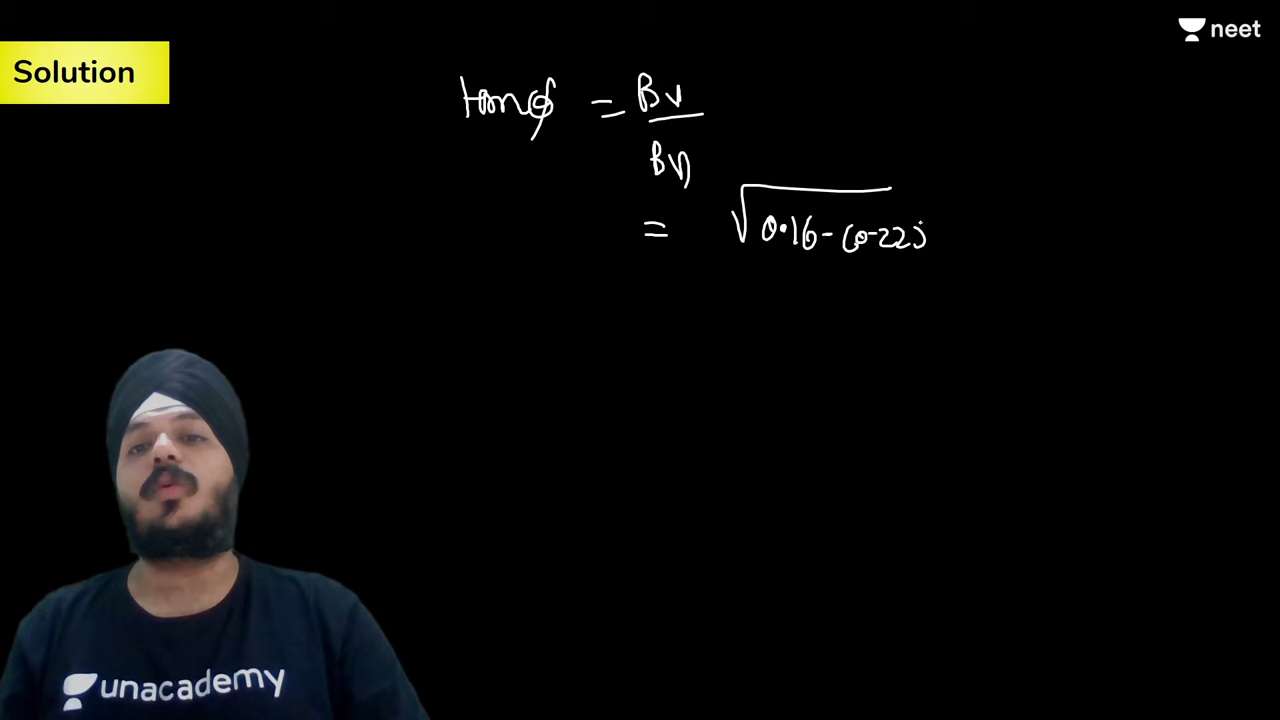 neet
Solution
tanφ = BV
BH
= √0.16-(0-22)
unacademy